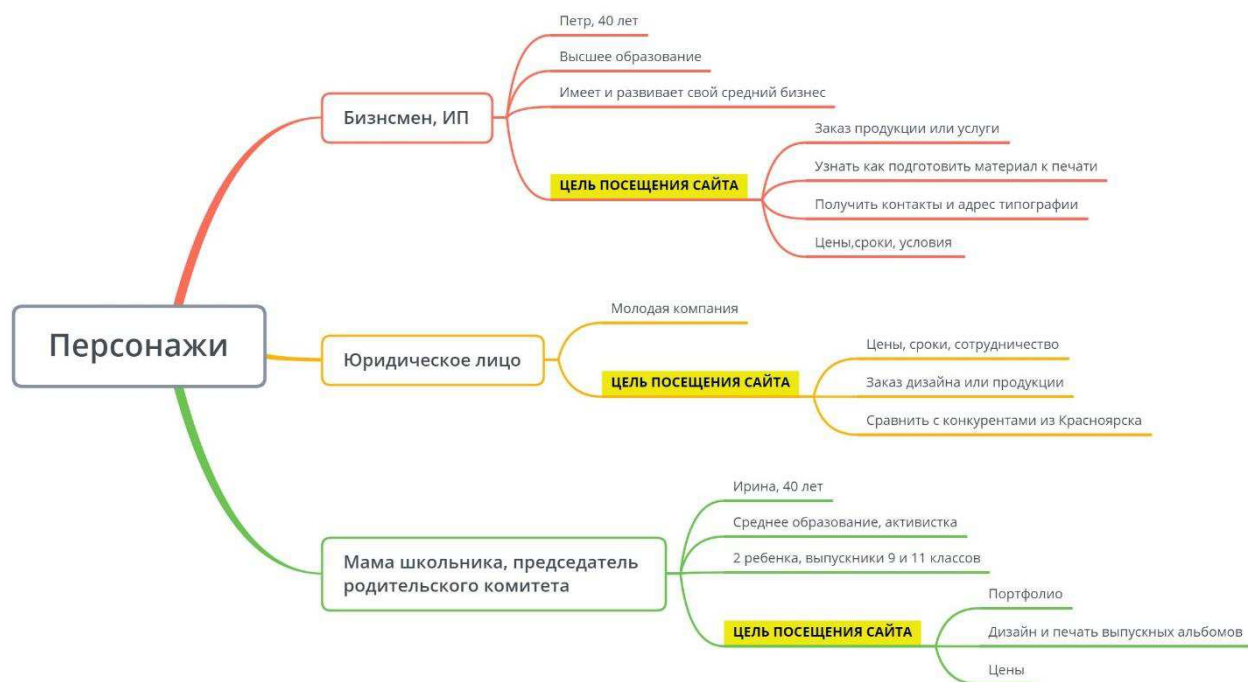 Персонажи
Бизнсмен, ИП
Петр, 40 лет
Высшее образование
Имеет и развивает свой средний бизнес
ЦЕЛЬ ПОСЕЩЕНИЯ САЙТА
Заказ продукции или услуги
Узнать как подготовить материал к печати
Получить контакты и адрес типографии
Цены,сроки, условия
Юридическое лицо
Молодая компания
ЦЕЛЬ ПОСЕЩЕНИЯ САЙТА
Цены, сроки, сотрудничество
Заказ дизайна или продукции
Сравнить с конкурентами из Красноярска
Мама школьника, председатель
родительского комитета
Ирина, 40 лет
Среднее образование, активистка
2 ребенка, выпускники 9 и 11 классов
ЦЕЛЬ ПОСЕЩЕНИЯ САЙТА
Портфолио
Дизайн и печать выпускных альбомов
Цены